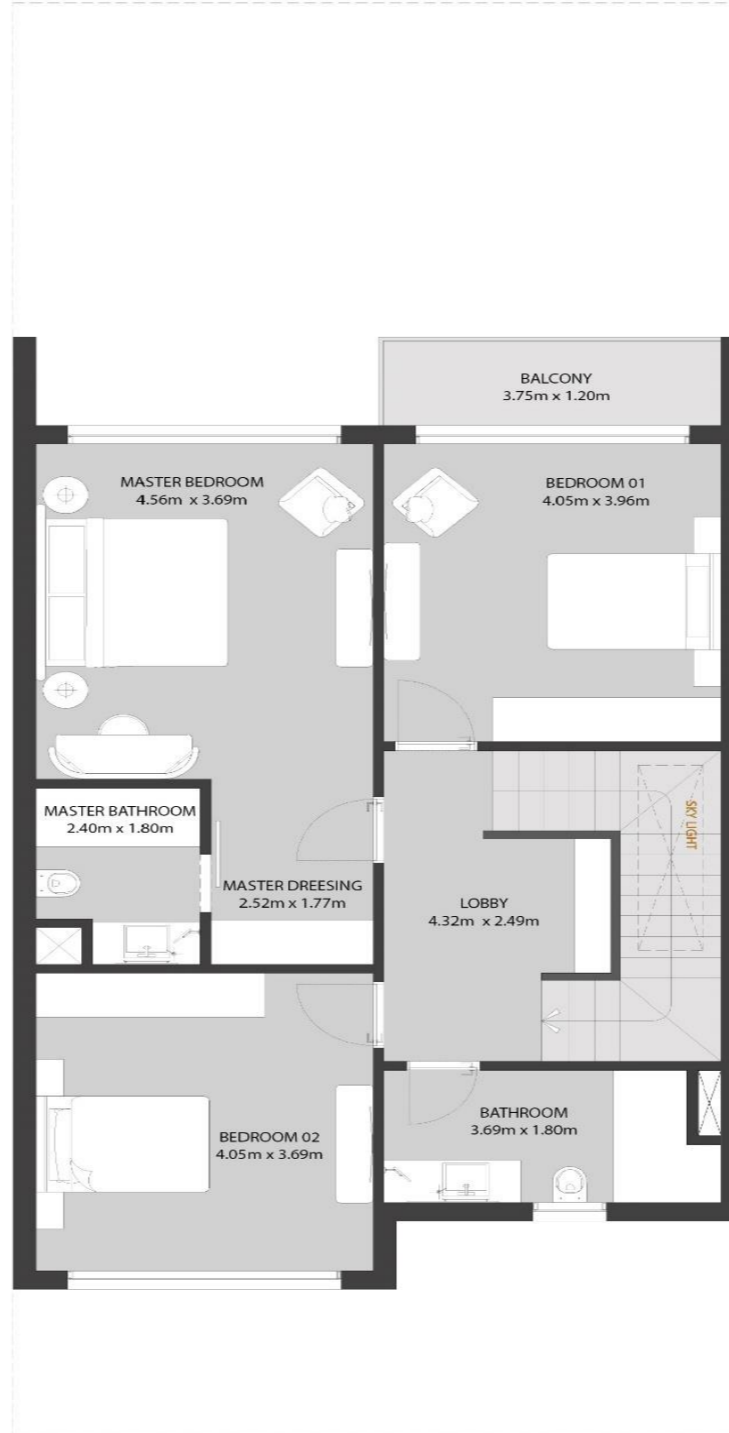 BALCONY
3.75m x 1.20m
MASTER BEDROOM
4.56m x 3.69m
BEDROOM 01
4.05m x 3.96m
SKY LIGHT
MASTER BATHROOM
2.40m x 1.80m
MASTER DREESING
2.52m x 1.77m
LOBBY
4.32m x 2.49m
BATHROOM
3.69m x 1.80m
BEDROOM 02
4.05m x 3.69m